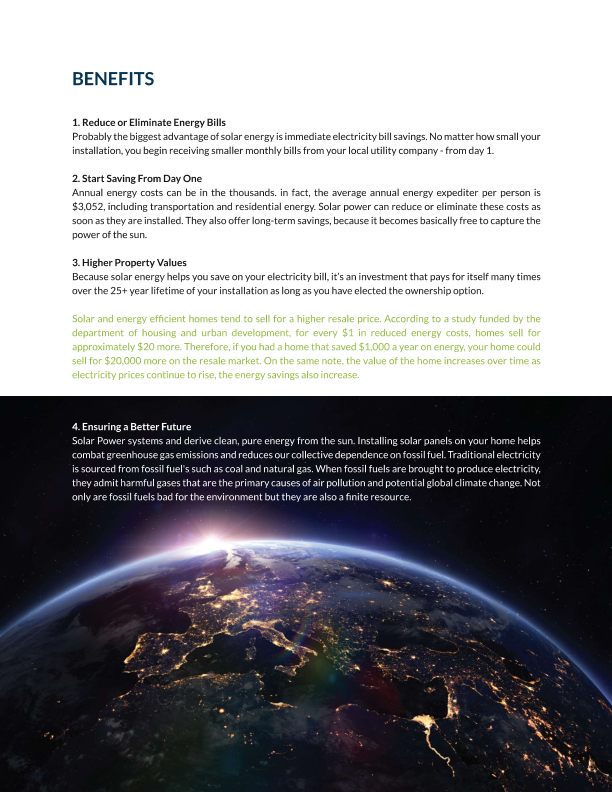 BENEFITS
1. Reduce or Eliminate Energy Bills
Probably the biggest advantage of solar energy is immediate electricity bill savings. No matter how small your
installation, you begin receiving smaller monthly bills from your local utility company - from day 1.
2. Start Saving From Day One
Annual energy costs can be in the thousands. in fact, the average annual energy expediter per person is
$3,052, including transportation and residential energy. Solar power can reduce or eliminate these costs as
soon as they are installed. They also offer long-term savings, because it becomes basically free to capture the
power of the sun.
3. Higher Property Values
Because solar energy helps you save on your electricity bill, it's an investment that pays for itself many times
over the 25+ year lifetime of your installation as long as you have elected the ownership option.
Solar and energy efficient homes tend to sell for a higher resale price. According to a study funded by the
department of housing and urban development, for every $1 in reduced energy costs, homes sell for
approximately $20 more. Therefore, if you had a home that saved $1,000 a year on energy, your home could
sell for $20,000 more on the resale market. On the same note, the value of the home increases over time as
electricity prices continue to rise, the energy savings also increase.
4. Ensuring a Better Future
Solar Power systems and derive clean, pure energy from the sun. Installing solar panels on your home helps
combat greenhouse gas emissions and reduces our collective dependence on fossil fuel. Traditional electricity
is sourced from fossil fuel's such as coal and natural gas. When fossil fuels are brought to produce electricity,
they admit harmful gases that are the primary causes of air pollution and potential global climate change. Not
only are fossil fuels bad for the environment but they are also a finite resource.